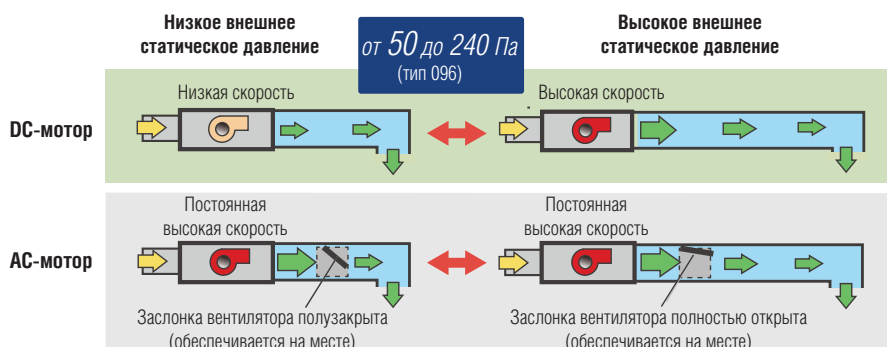 Низкое внешнее
статическое давление
от 50 до 240 Па
(тип 096)
Высокое внешнее
статическое давление
DC-мотор
Низкая скорость
Высокая скорость
AC-мотор
Постоянная
высокая скорость
Постоянная
высокая скорость
Заслонка вентилятора полузакрыта
(обеспечивается на месте)
Заслонка вентилятора полностью открыта
(обеспечивается на месте)